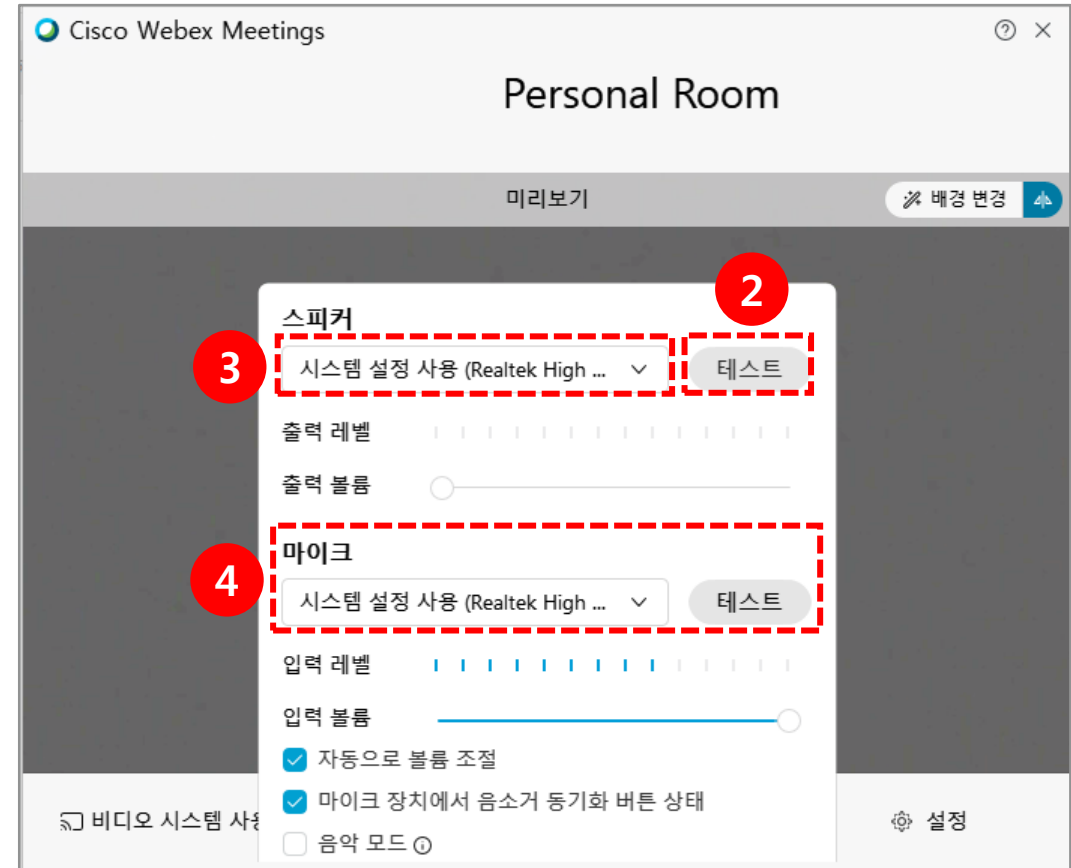 Cisco Webex Meetings
Personal Room
미리보기
배경 변경
2
스피커
3
시스템 설정 사용 (Realtek High ...
테스트
출력 레벨
출력 볼륨
마이크
4
시스템 설정 사용 (Realtek High ...
테스트
입력 레벨
입력 볼륨
자동으로 볼륨 조절
마이크 장치에서 음소거 동기화 버튼 상태
비디오 시스템 사용
설정
음악 모드